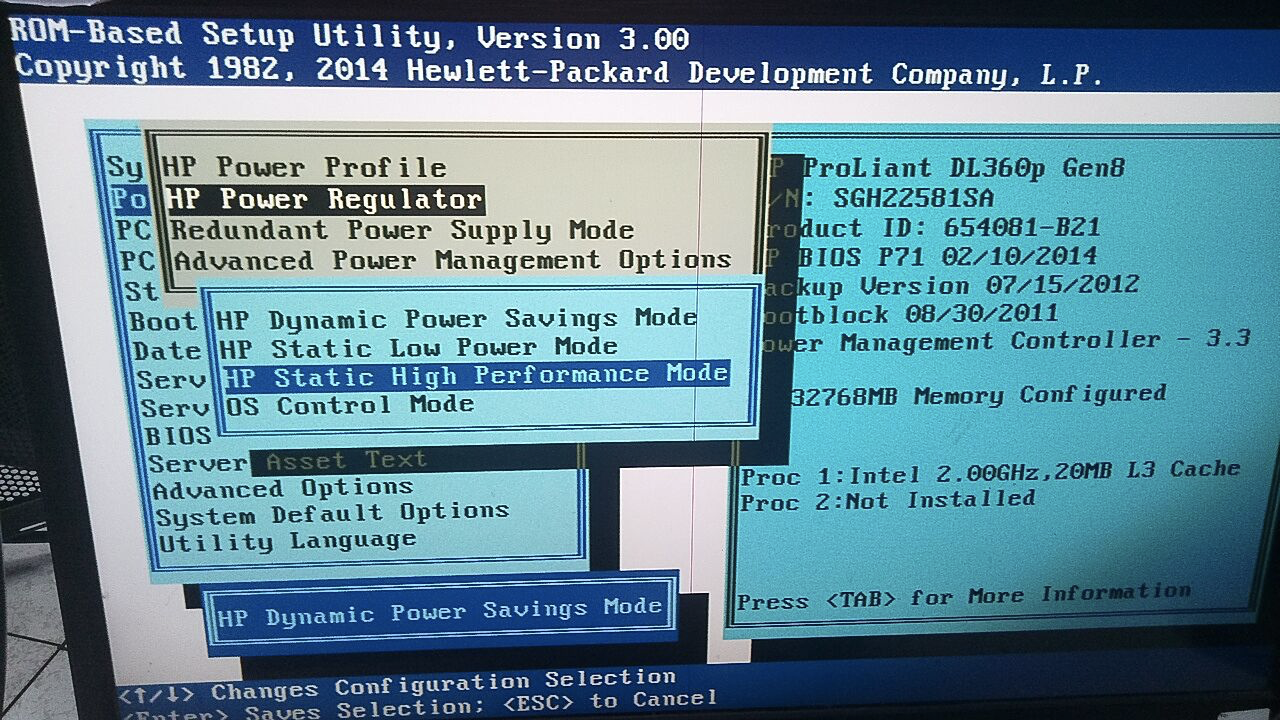 ROM-Based Setup Utility, Version 3.00
Copyright 1982, 2014 Hewlett-Packard Development Company, L.P.
HP Power Profile
HP Power Regulator
Redundant Power Supply Mode
Advanced Power Management Options
HP Dynamic Power Savings Mode
HP Static Low Power Mode
HP Static High Performance Mode
OS Control Mode
Sy
Po
PC
PC
St
Boot
Date
Serv
Serv
BIOS
Server Asset Text
Advanced Options
System Default Options
Utility Language
HP Dynamic Power Savings Mode
P ProLiant DL360p Gen8
/N: SGH22581SA
roduct ID: 654081-B21
P BIOS P71 02/10/2014
ackup Version 07/15/2012
ootblock 08/30/2011
ower Management Controller - 3.3
32768MB Memory Configured
Proc 1:Intel 2.00GHz,20MB L3 Cache
Proc 2:Not Installed
Press <TAB> for More Information
<↑/↓> Changes Configuration Selection
<Enter> Saves Selection; <ESC> to Cancel